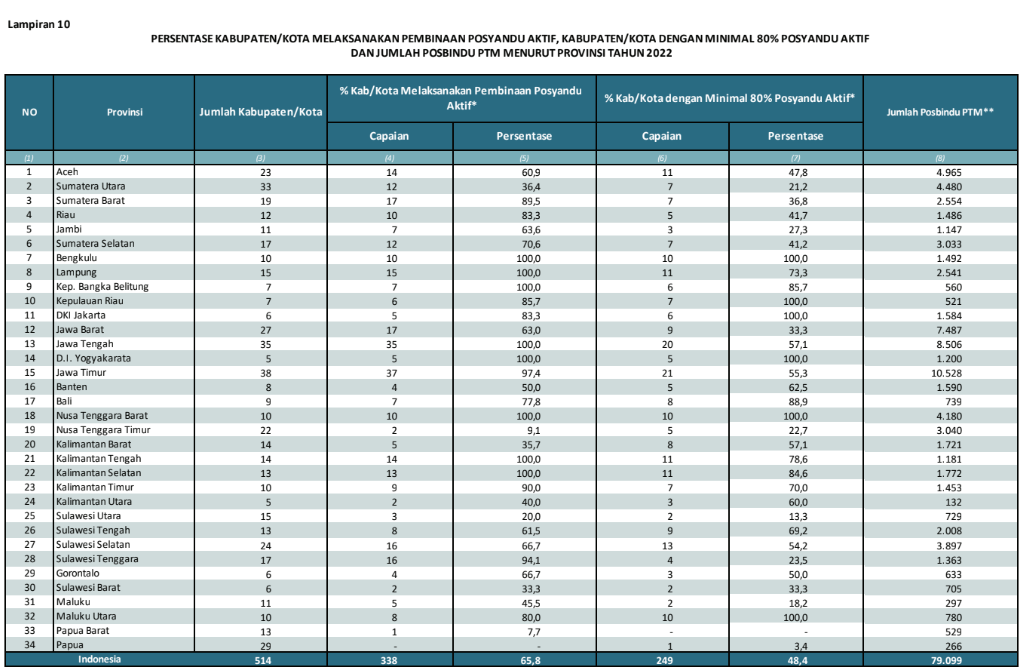 Lampiran 10
PERSENTASE KABUPATEN/KOTA MELAKSANAKAN PEMBINAAN POSYANDU AKTIF, KABUPATEN/KOTA DENGAN MINIMAL 80% POSYANDU AKTIF
DAN JUMLAH POSBINDU PTM MENURUT PROVINSI TAHUN 2022
NO Provinsi Jumlah Kabupaten/Kota % Kab/Kota Melaksanakan Pembinaan Posyandu Aktif* % Kab/Kota dengan Minimal 80% Posyandu Aktif* Jumlah Posbindu PTM**
Capaian Persentase Capaian Persentase
(1) (2) (3) (4) (5) (6) (7) (8)
1 Aceh 23 14 60,9 11 47,8 4.965
2 Sumatera Utara 33 12 36,4 7 21,2 4.480
3 Sumatera Barat 19 17 89,5 7 36,8 2.554
4 Riau 12 10 83,3 5 41,7 1.486
5 Jambi 11 7 63,6 3 27,3 1.147
6 Sumatera Selatan 17 12 70,6 7 41,2 3.033
7 Bengkulu 10 10 100,0 10 100,0 1.492
8 Lampung 15 15 100,0 11 73,3 2.541
9 Kep. Bangka Belitung 7 7 100,0 6 85,7 560
10 Kepulauan Riau 7 6 85,7 7 100,0 521
11 DKI Jakarta 6 5 83,3 6 100,0 1.584
12 Jawa Barat 27 17 63,0 9 33,3 7.487
13 Jawa Tengah 35 35 100,0 20 57,1 8.506
14 D.I. Yogyakarata 5 5 100,0 5 100,0 1.200
15 Jawa Timur 38 37 97,4 21 55,3 10.528
16 Banten 8 4 50,0 5 62,5 1.590
17 Bali 9 7 77,8 8 88,9 739
18 Nusa Tenggara Barat 10 10 100,0 10 100,0 4.180
19 Nusa Tenggara Timur 22 2 9,1 5 22,7 3.040
20 Kalimantan Barat 14 5 35,7 8 57,1 1.721
21 Kalimantan Tengah 14 14 100,0 11 78,6 1.181
22 Kalimantan Selatan 13 13 100,0 11 84,6 1.772
23 Kalimantan Timur 10 9 90,0 7 70,0 1.453
24 Kalimantan Utara 5 2 40,0 3 60,0 132
25 Sulawesi Utara 15 3 20,0 2 13,3 729
26 Sulawesi Tengah 13 8 61,5 9 69,2 2.008
27 Sulawesi Selatan 24 16 66,7 13 54,2 3.897
28 Sulawesi Tenggara 17 16 94,1 4 23,5 1.363
29 Gorontalo 6 4 66,7 3 50,0 633
30 Sulawesi Barat 6 2 33,3 2 33,3 705
31 Maluku 11 5 45,5 2 18,2 297
32 Maluku Utara 10 8 80,0 10 100,0 780
33 Papua Barat 13 1 7,7 - - 529
34 Papua 29 - - 1 3,4 266
Indonesia 514 338 65,8 249 48,4 79.099